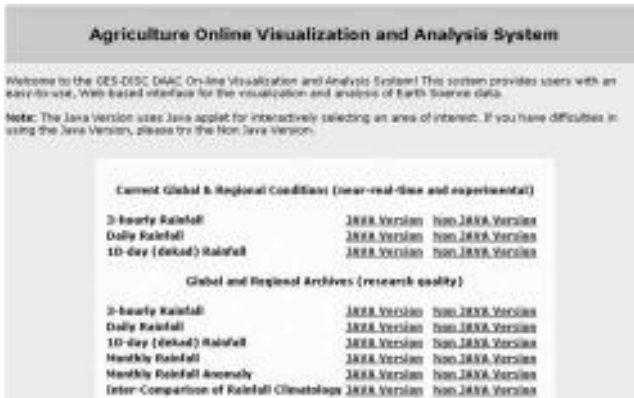 Agriculture Online Visualization and Analysis System
Welcome to the GES-DISC DAAC On-line Visualization and Analysis System! This system provides users with an
easy-to-use, Web-based interface for the visualization and analysis of Earth Science data.
Note: The Java Version uses Java applet for interactively selecting an area of interest. If you have difficulties in
using the Java Version, please try the Non Java Version.
Current Global & Regional Conditions (near-real-time and experimental)
3-hourly Rainfall JAVA Version Non JAVA Version
Daily Rainfall JAVA Version Non JAVA Version
10-day (dekad) Rainfall JAVA Version Non JAVA Version
Global and Regional Archives (research quality)
3-hourly Rainfall JAVA Version Non JAVA Version
Daily Rainfall JAVA Version Non JAVA Version
10-day (dekad) Rainfall JAVA Version Non JAVA Version
Monthly Rainfall JAVA Version Non JAVA Version
Monthly Rainfall Anomaly JAVA Version Non JAVA Version
Inter-Comparison of Rainfall Climatology JAVA Version Non JAVA Version